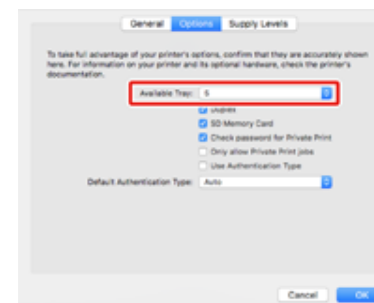 General Options Supply Levels
To take full advantage of your printer's options, confirm that they are accurately shown
here. For information on your printer and its optional hardware, check the printer's
documentation.
Available Tray: 5
Duplex
SD Memory Card
Check password for Private Print
Only allow Private Print jobs
Use Authentication Type
Default Authentication Type: Auto
Cancel OK